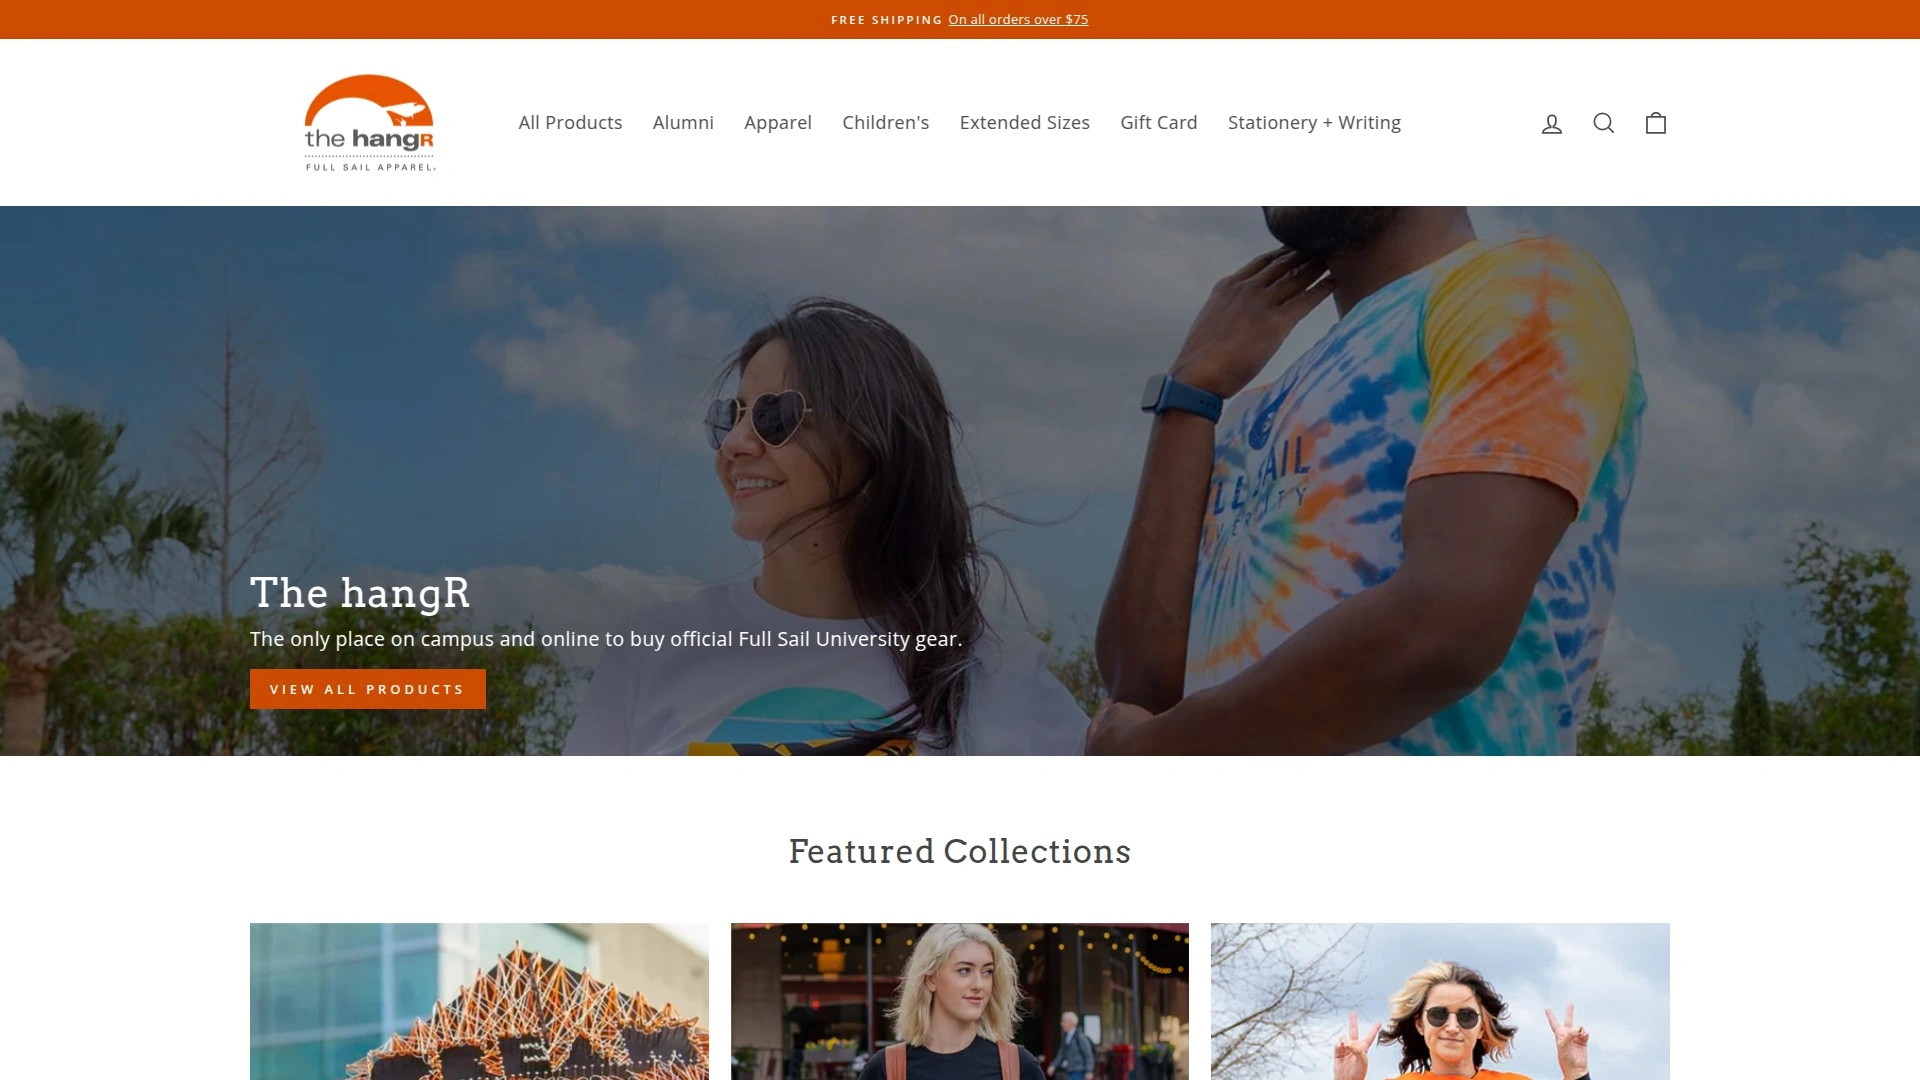 FREE SHIPPING On all orders over $75
the hangR
FULL SAIL APPAREL
All Products Alumni Apparel Children's Extended Sizes Gift Card Stationery + Writing
AIL
The hangR
The only place on campus and online to buy official Full Sail University gear.
VIEW ALL PRODUCTS
Featured Collections